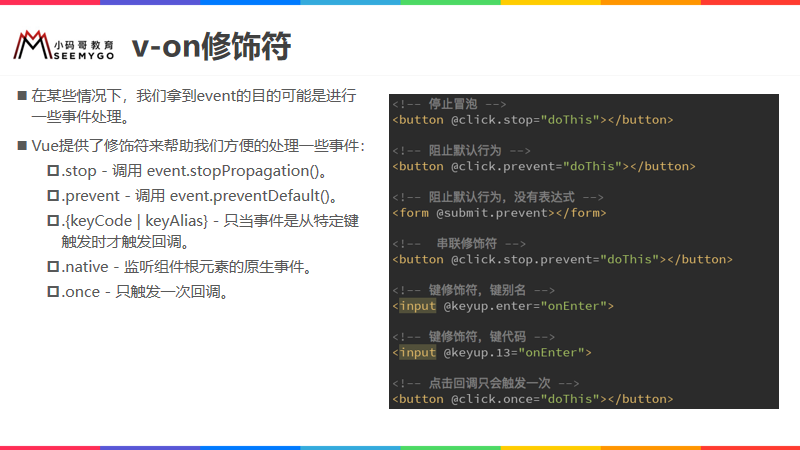 小码哥教育
SEEMYGO
v-on修饰符
在某些情况下，我们拿到event的目的可能是进行
一些事件处理。
Vue提供了修饰符来帮助我们方便的处理一些事件：
.stop - 调用 event.stopPropagation()。
.prevent - 调用 event.preventDefault()。
.{keyCode | keyAlias} - 只当事件是从特定键
触发时才触发回调。
.native - 监听组件根元素的原生事件。
.once - 只触发一次回调。
<!-- 停止冒泡 -->
<button @click.stop="doThis"></button>
<!-- 阻止默认行为 -->
<button @click.prevent="doThis"></button>
<!-- 阻止默认行为，没有表达式 -->
<form @submit.prevent></form>
<!--  串联修饰符 -->
<button @click.stop.prevent="doThis"></button>
<!-- 键修饰符，键别名 -->
<input @keyup.enter="onEnter">
<!-- 键修饰符，键代码 -->
<input @keyup.13="onEnter">
<!-- 点击回调只会触发一次 -->
<button @click.once="doThis"></button>